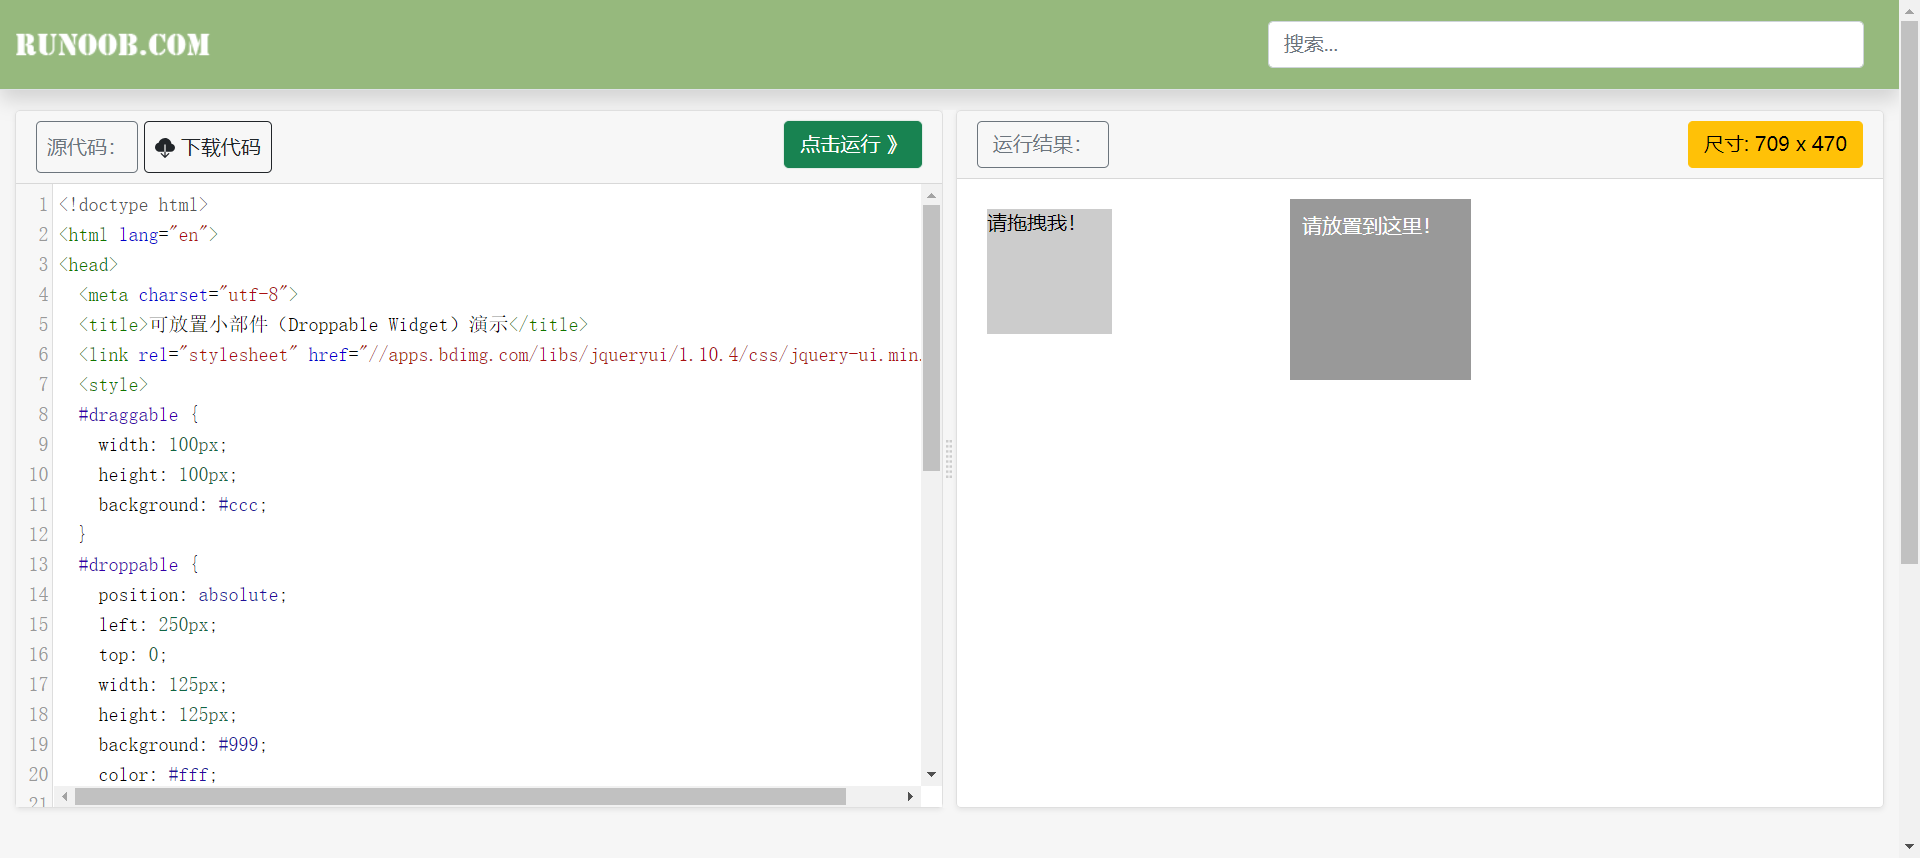 RUNOOB.COM
搜索...
源代码：
下载代码
点击运行 》
1 <!doctype html>
2 <html lang="en">
3 <head>
4 <meta charset="utf-8">
5 <title>可放置小部件（Droppable Widget）演示</title>
6 <link rel="stylesheet" href="//apps.bdimg.com/libs/jqueryui/1.10.4/css/jquery-ui.min.
7 <style>
8 #draggable {
9 width: 100px;
10 height: 100px;
11 background: #ccc;
12 }
13 #droppable {
14 position: absolute;
15 left: 250px;
16 top: 0;
17 width: 125px;
18 height: 125px;
19 background: #999;
20 color: #fff;
21
运行结果：
尺寸: 709 x 470
请拖拽我！
请放置到这里！